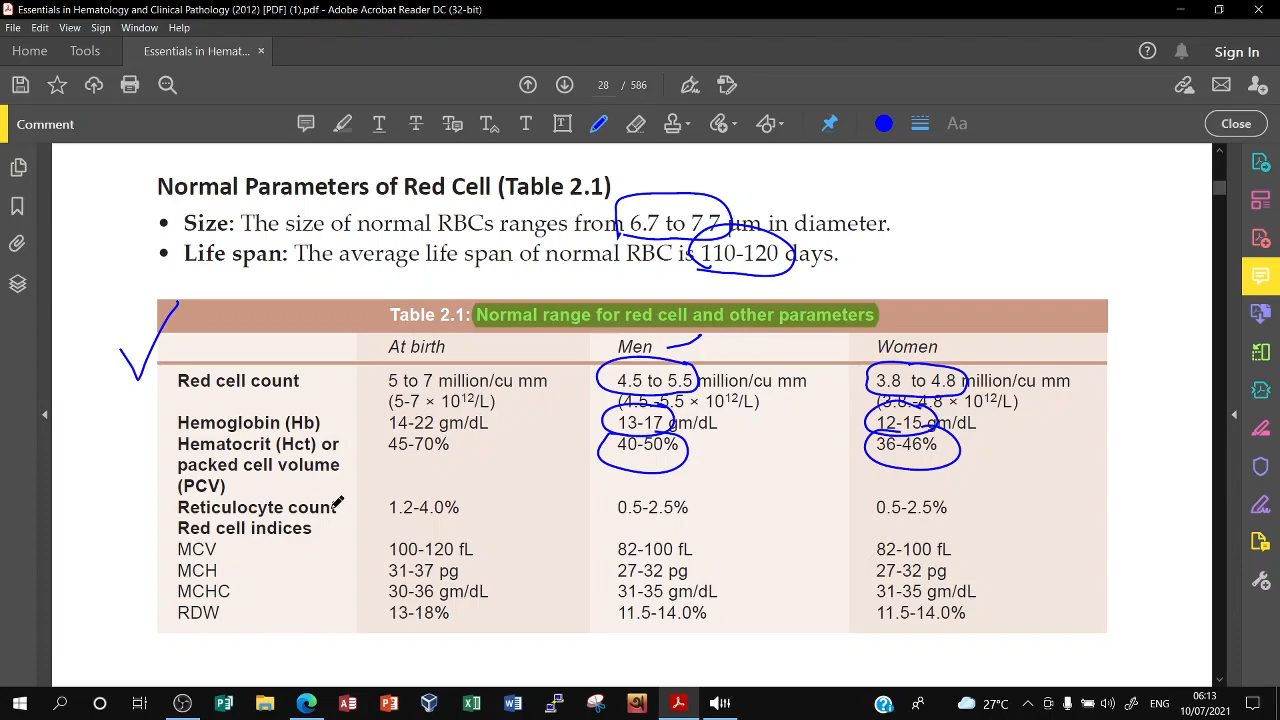 Essentials in Hematology and Clinical Pathology (2012) [PDF] (1).pdf - Adobe Acrobat Reader DC (32-bit)
File Edit View Sign Window Help
Home Tools Essentials in Hemat... × Sign In
28 / 586
Comment Aa Close
Normal Parameters of Red Cell (Table 2.1)
• Size: The size of normal RBCs ranges from 6.7 to 7.7 µm in diameter.
• Life span: The average life span of normal RBC is 110-120 days.
Table 2.1: Normal range for red cell and other parameters
At birth Men Women
Red cell count 5 to 7 million/cu mm 4.5 to 5.5 million/cu mm 3.8 to 4.8 million/cu mm
(5-7 × 10¹²/L) (4.5.-5.5 × 10¹²/L) (3.8.-4.8 × 10¹²/L)
Hemoglobin (Hb) 14-22 gm/dL 13-17 gm/dL 12-15 gm/dL
Hematocrit (Hct) or 45-70% 40-50% 36-46%
packed cell volume
(PCV)
Reticulocyte count 1.2-4.0% 0.5-2.5% 0.5-2.5%
Red cell indices
MCV 100-120 fL 82-100 fL 82-100 fL
MCH 31-37 pg 27-32 pg 27-32 pg
MCHC 30-36 gm/dL 31-35 gm/dL 31-35 gm/dL
RDW 13-18% 11.5-14.0% 11.5-14.0%
27°C ENG 06:13
10/07/2021